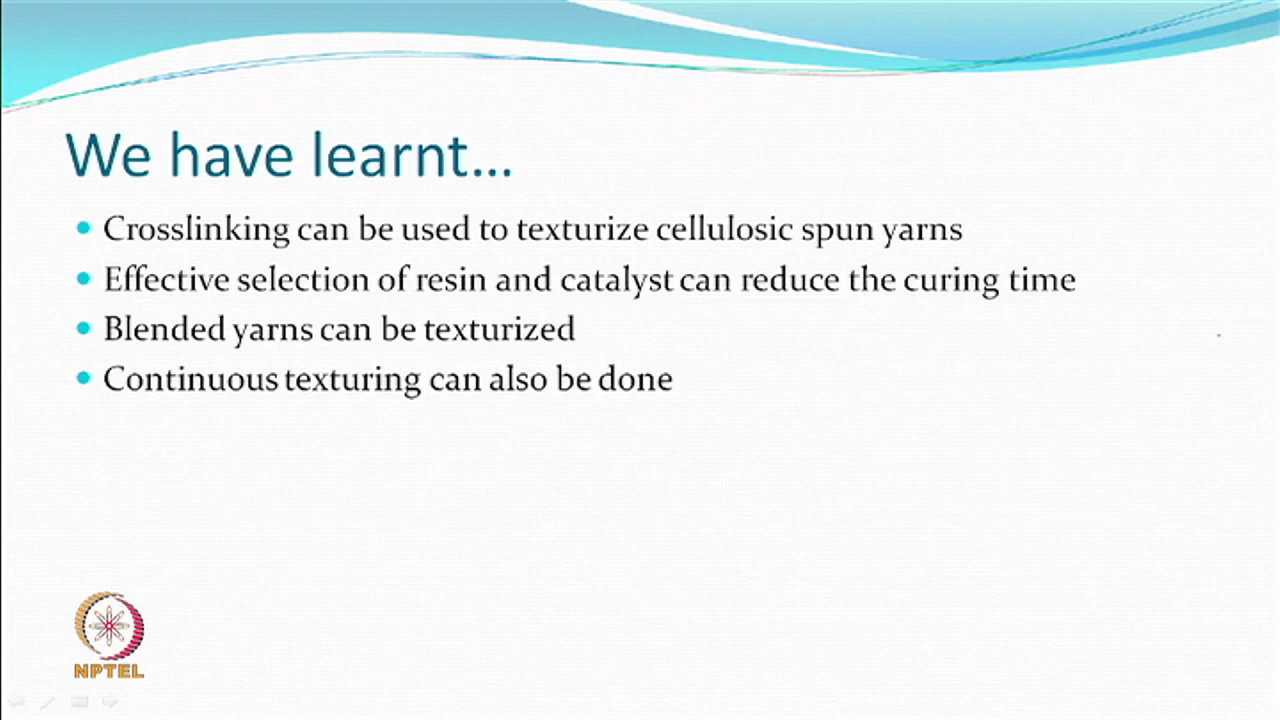 We have learnt...
• Crosslinking can be used to texturize cellulosic spun yarns
• Effective selection of resin and catalyst can reduce the curing time
• Blended yarns can be texturized
• Continuous texturing can also be done
NPTEL